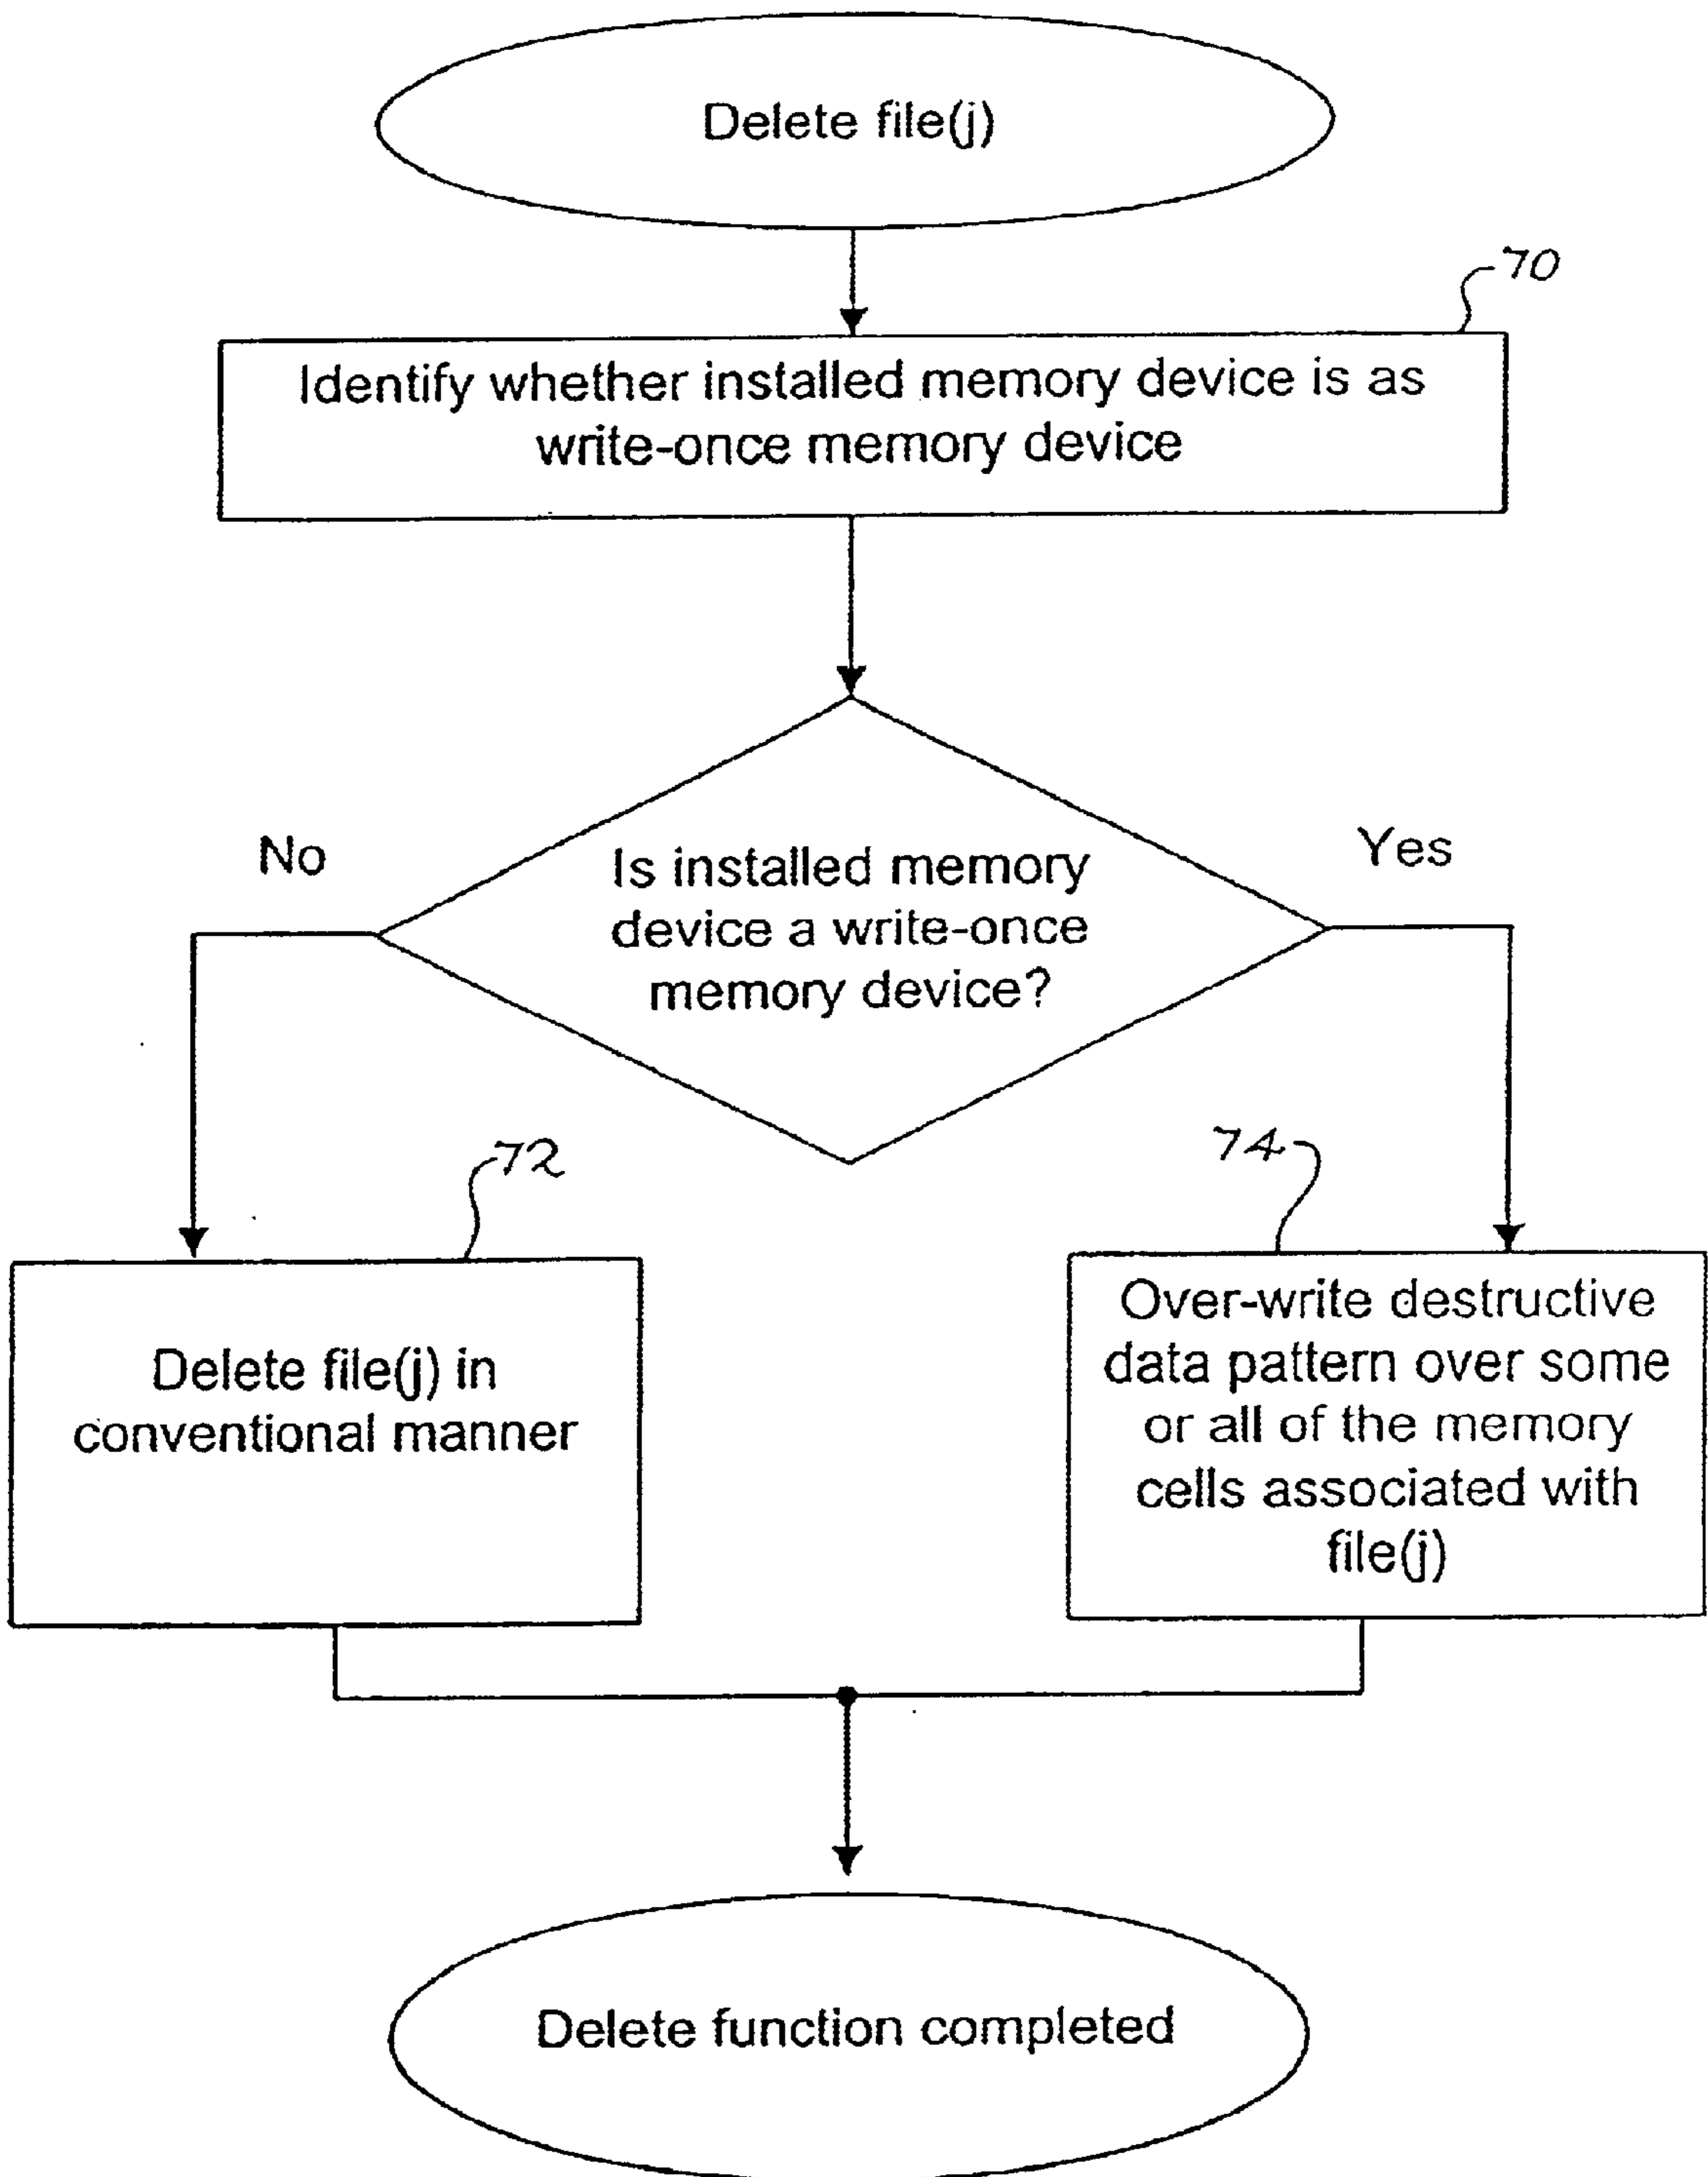 Delete file(j)
70
Identify whether installed memory device is as
write-once memory device
No
Yes
Is installed memory
device a write-once
memory device?
72
74
Delete file(j) in
conventional manner
Over-write destructive
data pattern over some
or all of the memory
cells associated with
file(j)
Delete function completed